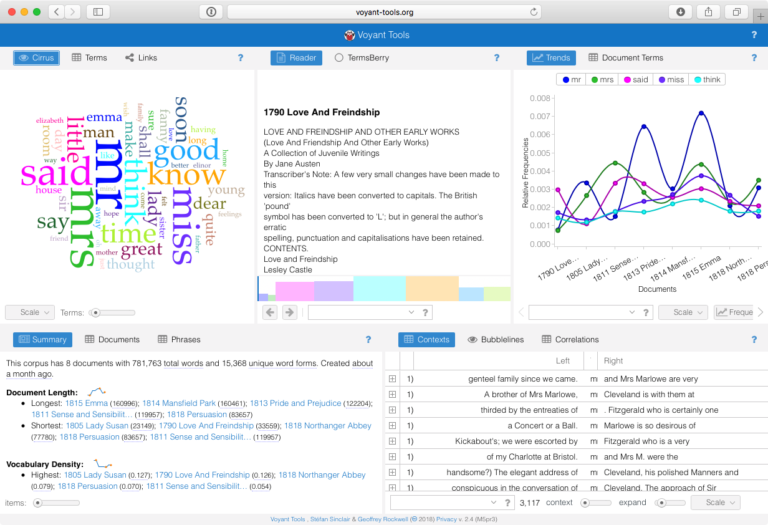 voyant-tools.org
Voyant Tools
?
Cirrus Terms Links ?
Reader TermsBerry ?
Trends Document Terms ?
elizabeth
emma
soon
having
long
man
little
room
day
make
shall
sure
family
fanny
love
good
better elinor
way
said
mr
think
know
house
sir
mrs
miss
young
lady
dear
hope
away
say
time
sister
quite
feelings
friend
mother
great
father
thought
Scale Terms:
1790 Love And Freindship
LOVE AND FREINDSHIP AND OTHER EARLY WORKS
(Love And Friendship And Other Early Works)
A Collection of Juvenile Writings
By Jane Austen
Transcriber's Note: A few very small changes have been made to
this
version: Italics have been converted to capitals. The British
'pound'
symbol has been converted to 'L'; but in general the author's
erratic
spelling, punctuation and capitalisations have been retained.
CONTENTS.
Love and Freindship
Lesley Castle
?
mr mrs said miss think
Relative Frequencies
0.008
0.007
0.006
0.005
0.004
0.003
0.002
0.001
0.000
1790 Love…
1805 Lady…
1811 Sense…
1813 Pride…
1814 Mansf…
1815 Emma
1818 North…
1818 Pers
Documents
? Scale Freque
Summary Documents Phrases ?
This corpus has 8 documents with 781,763 total words and 15,368 unique word forms. Created about
a month ago.
Document Length:
Longest: 1815 Emma (160996); 1814 Mansfield Park (160461); 1813 Pride and Prejudice (122204);
1811 Sense and Sensibilit… (119957); 1818 Persuasion (83657)
Shortest: 1805 Lady Susan (23149); 1790 Love And Freindship (33559); 1818 Northanger Abbey
(77780); 1818 Persuasion (83657); 1811 Sense and Sensibilit… (119957)
Vocabulary Density:
Highest: 1805 Lady Susan (0.127); 1790 Love And Freindship (0.126); 1818 Northanger Abbey
(0.079); 1818 Persuasion (0.070); 1811 Sense and Sensibilit… (0.054)
items:
Contexts Bubblelines Correlations ?
Left Right
1) genteel family since we came. m and Mrs Marlowe are very
1) A brother of Mrs Marlowe, m Cleveland is with them at
1) thirded by the entreaties of m . Fitzgerald who is certainly one
1) a Concert or a Ball. m Marlowe is so desirous of
1) Kickabout's; we were escorted by m Fitzgerald who is a very
1) of my Charlotte at Bristol. m and Mrs M. were the
1) handsome?) The elegant address of m Cleveland, his polished Manners and
1) conspicuous in the conversation of m Cleveland. The approach of Sir
? 3,117 context expand Scale
Voyant Tools , Stéfan Sinclair & Geoffrey Rockwell (© 2018) Privacy v. 2.4 (M5pr3)